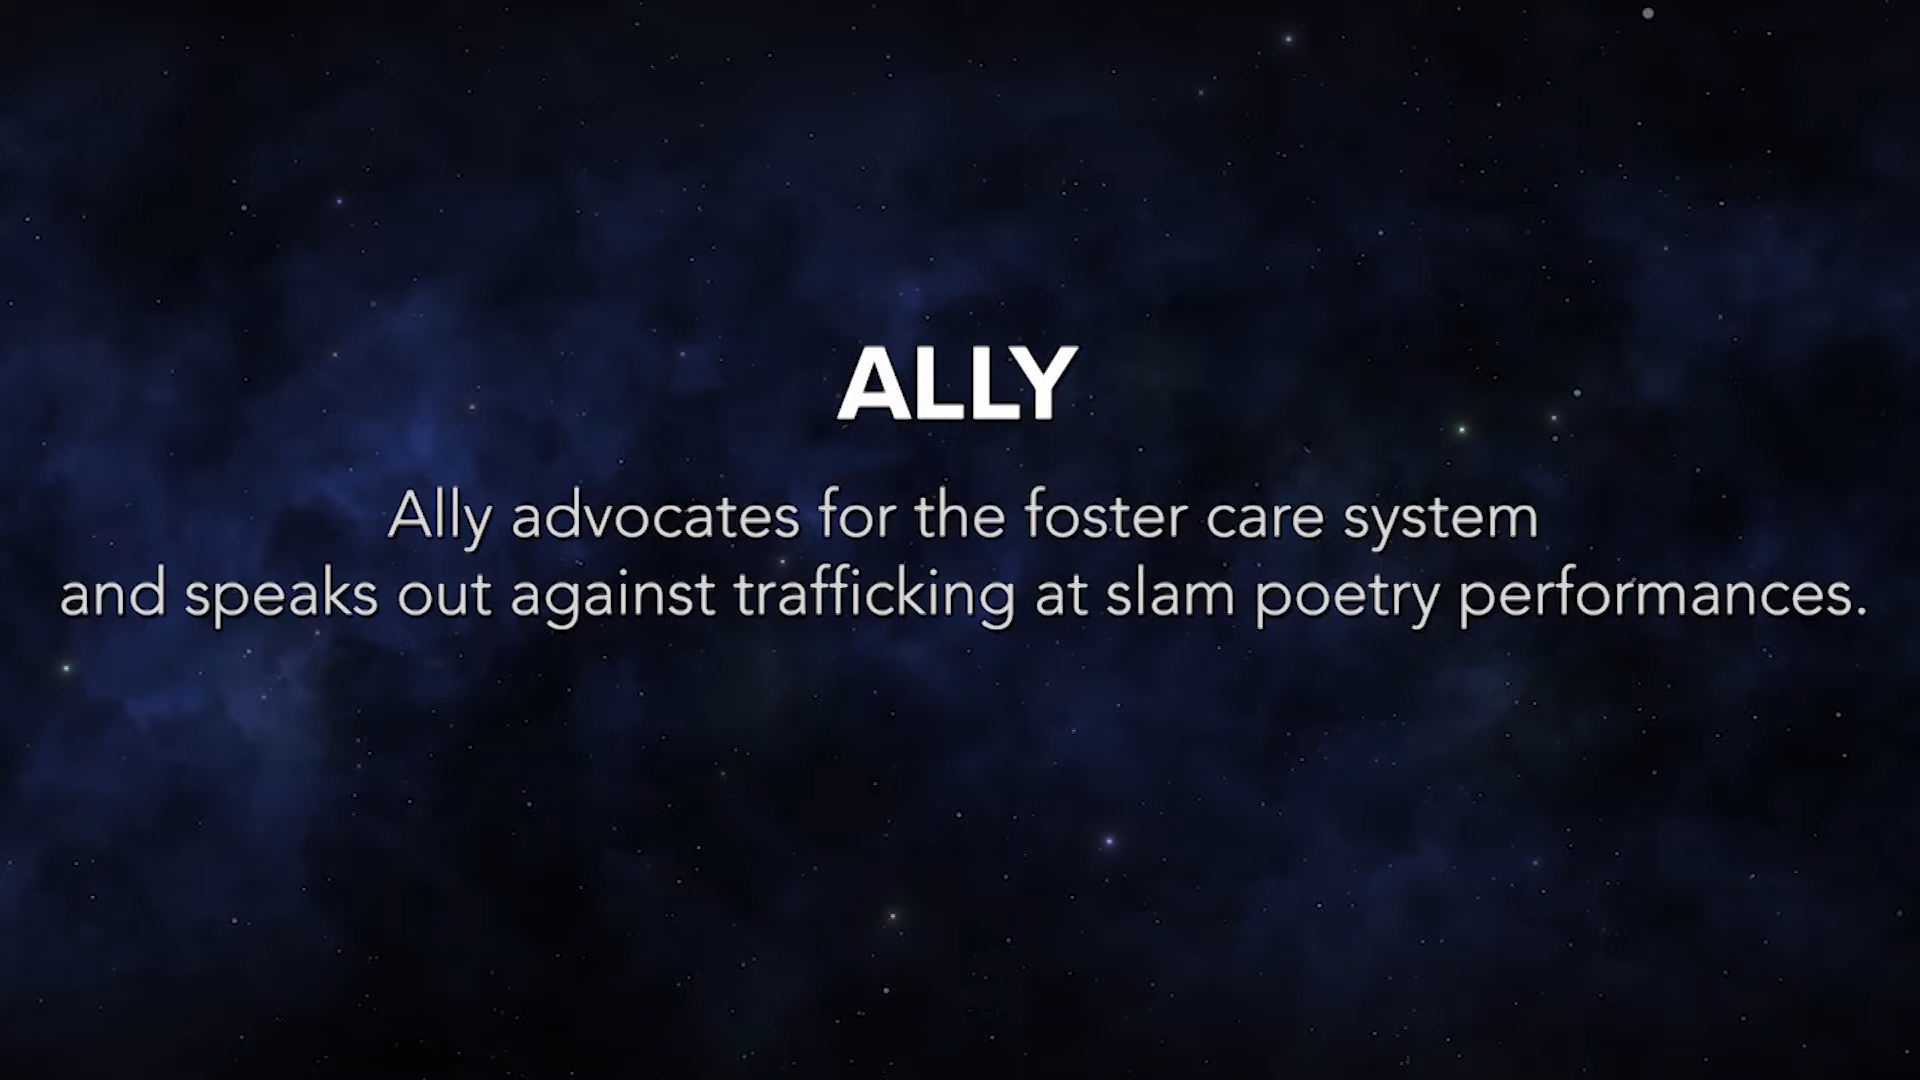 ALLY
Ally advocates for the foster care system
and speaks out against trafficking at slam poetry performances.